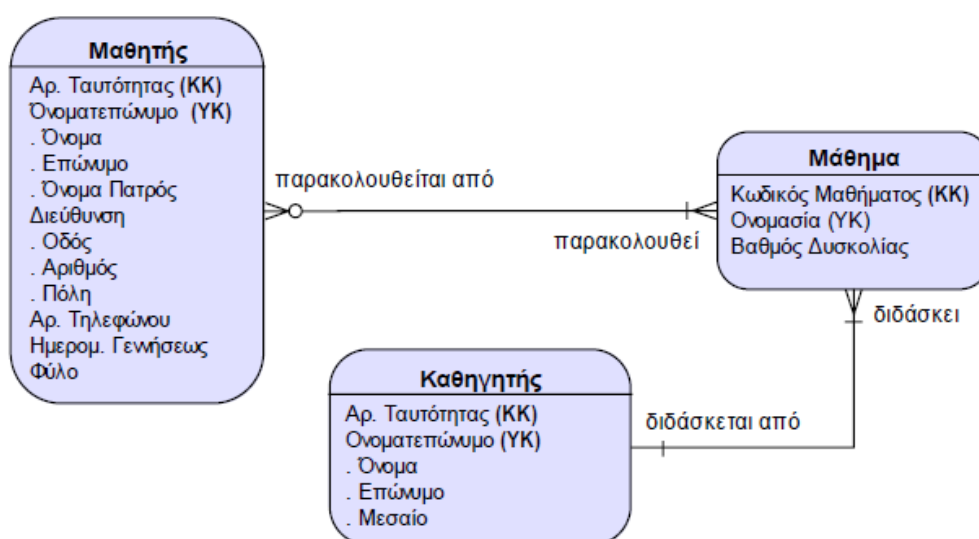 Μαθητής
Αρ. Ταυτότητας (ΚΚ)
Όνοματεπώνυμο (ΥΚ)
. Όνομα
. Επώνυμο
. Όνομα Πατρός
Διεύθυνση
. Οδός
. Αριθμός
. Πόλη
Αρ. Τηλεφώνου
Ημερομ. Γεννήσεως
Φύλο
παρακολουθείται από
παρακολουθεί
Μάθημα
Κωδικός Μαθήματος (ΚΚ)
Ονομασία (ΥΚ)
Βαθμός Δυσκολίας
διδάσκει
διδάσκεται από
Καθηγητής
Αρ. Ταυτότητας (ΚΚ)
Ονοματεπώνυμο (ΥΚ)
. Όνομα
. Επώνυμο
. Μεσαίο